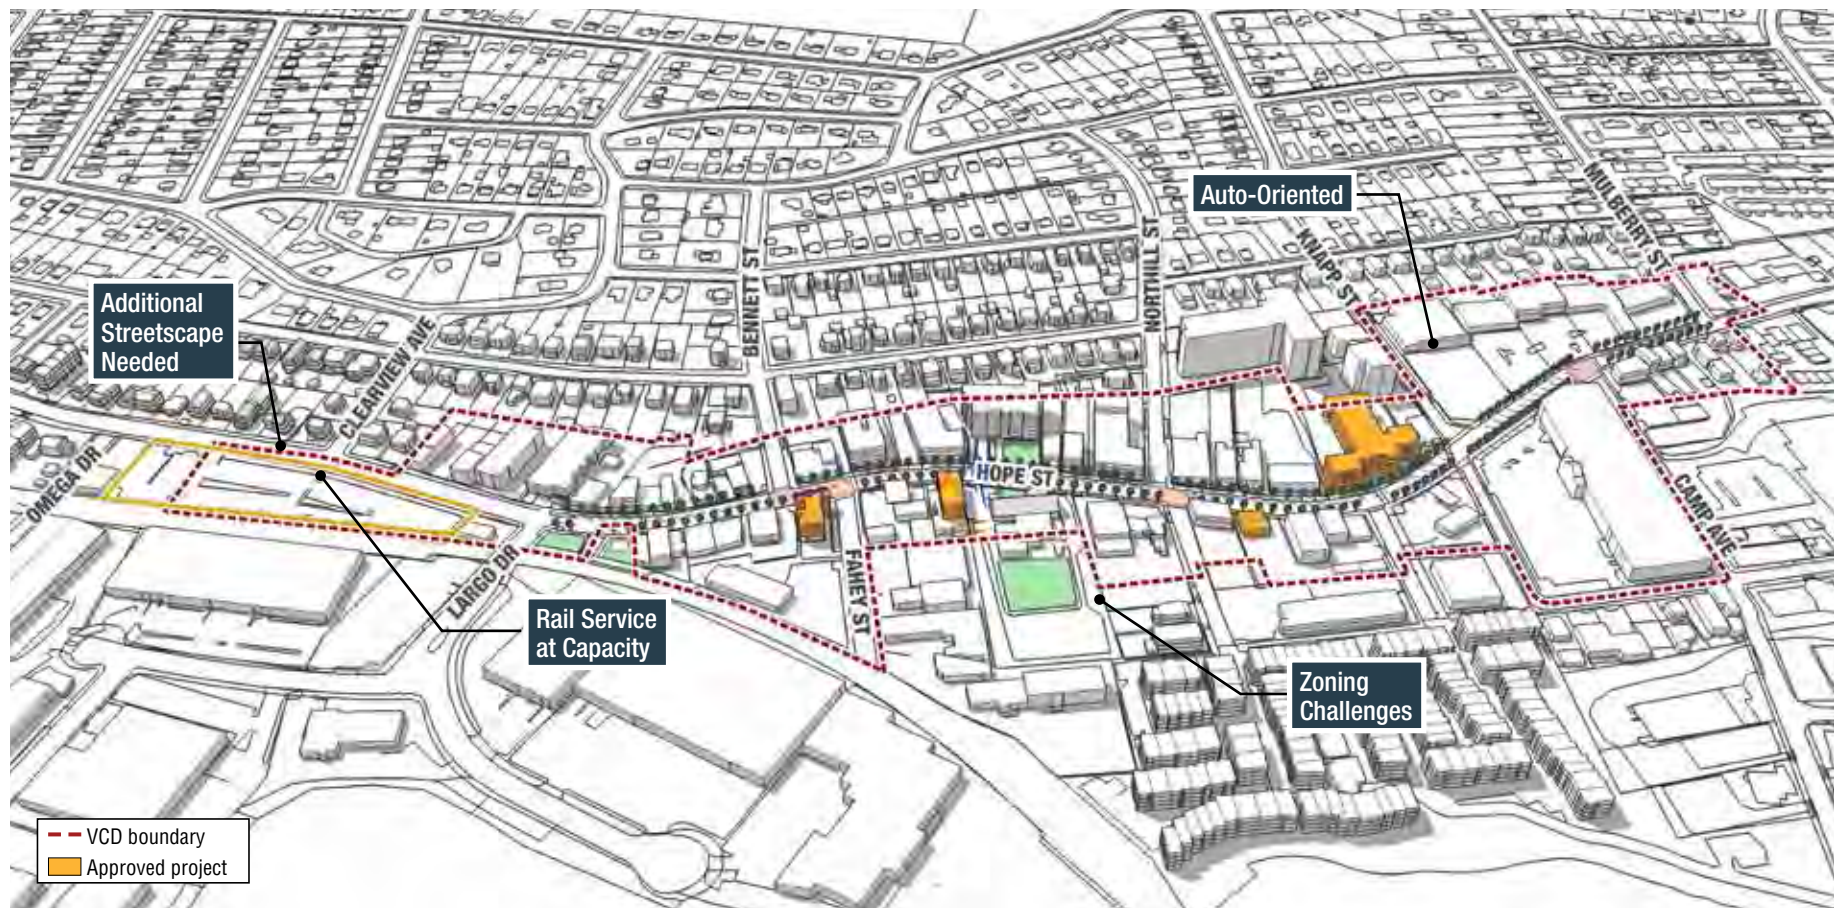 Auto-Oriented
MULBERRY ST
KNAPP ST
NORTHILL ST
BENNETT ST
Additional
Streetscape
Needed
CLEARVIEW AVE
OMEGA DR
HOPE ST
CAMP AVE
LARGO DR
FAHEY ST
Rail Service
at Capacity
Zoning
Challenges
VCD boundary
Approved project